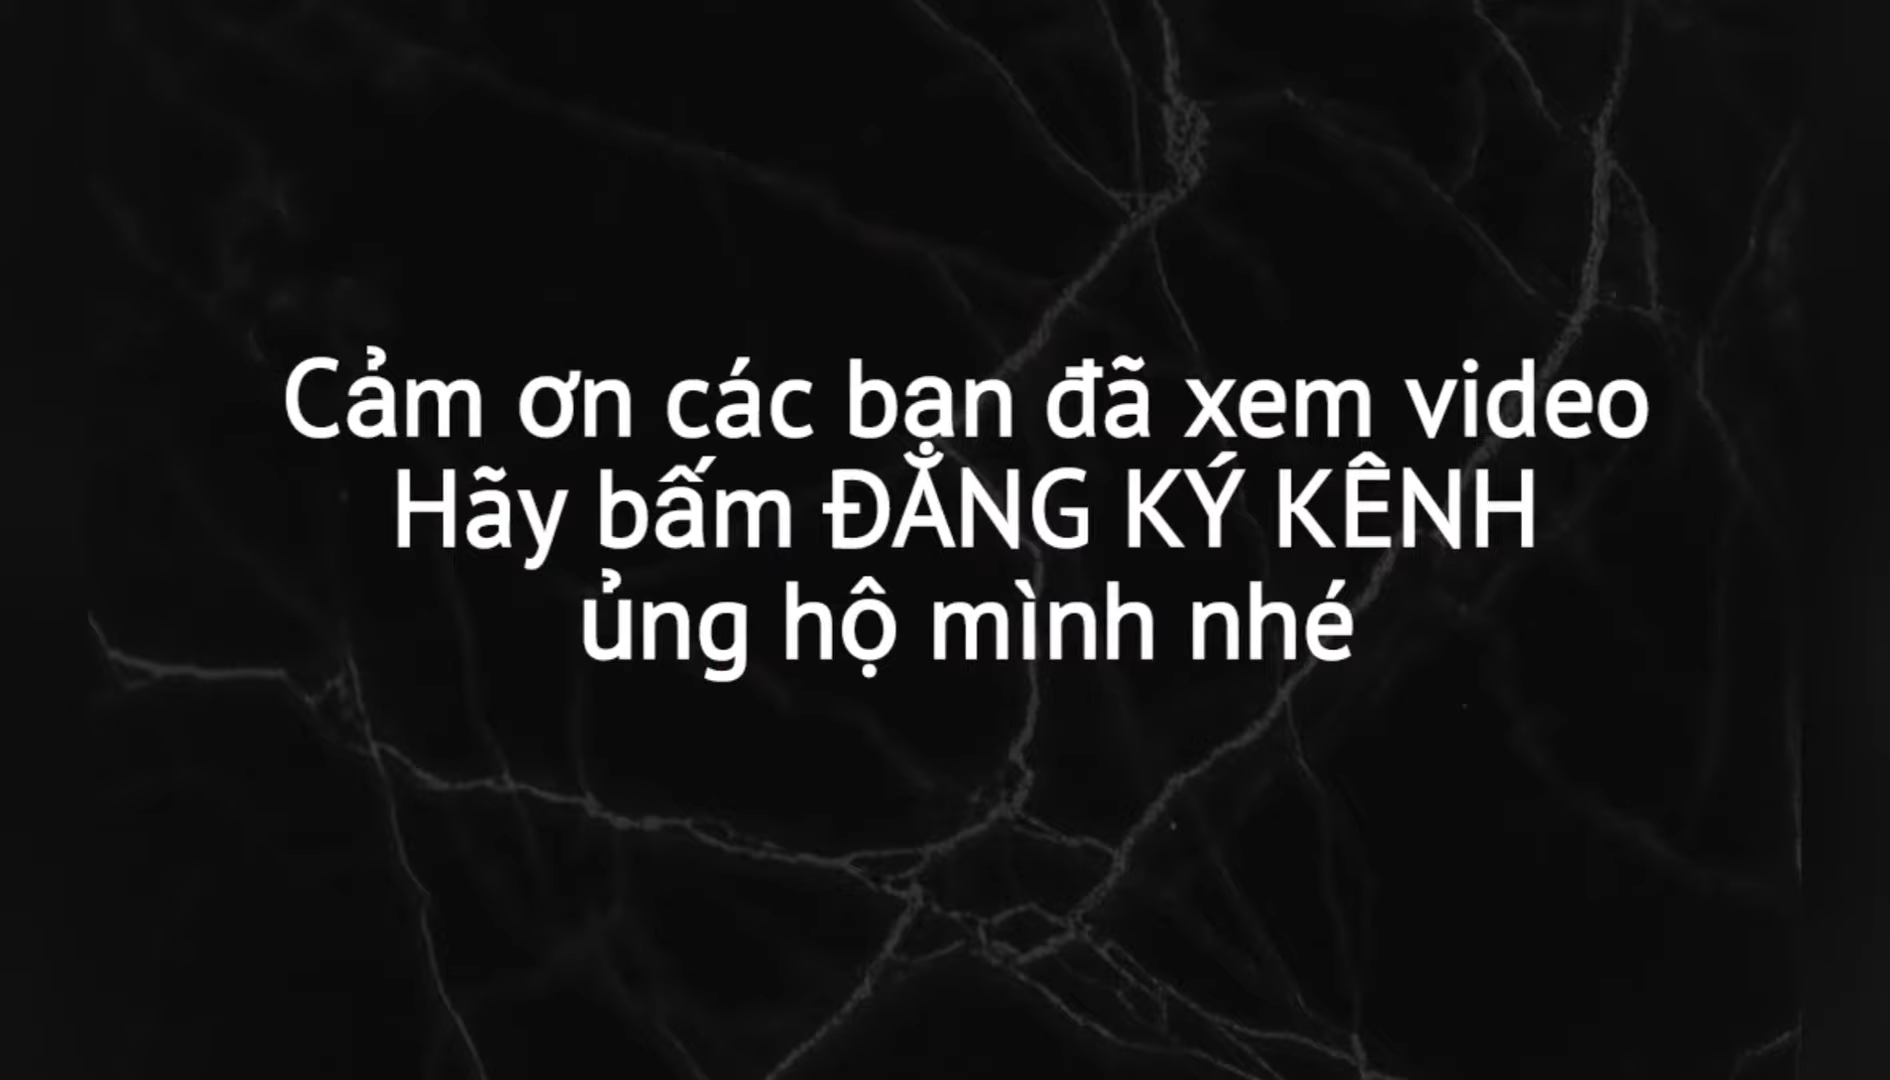 Cảm ơn các bạn đã xem video
Hãy bấm ĐĂNG KÝ KÊNH
ủng hộ mình nhé